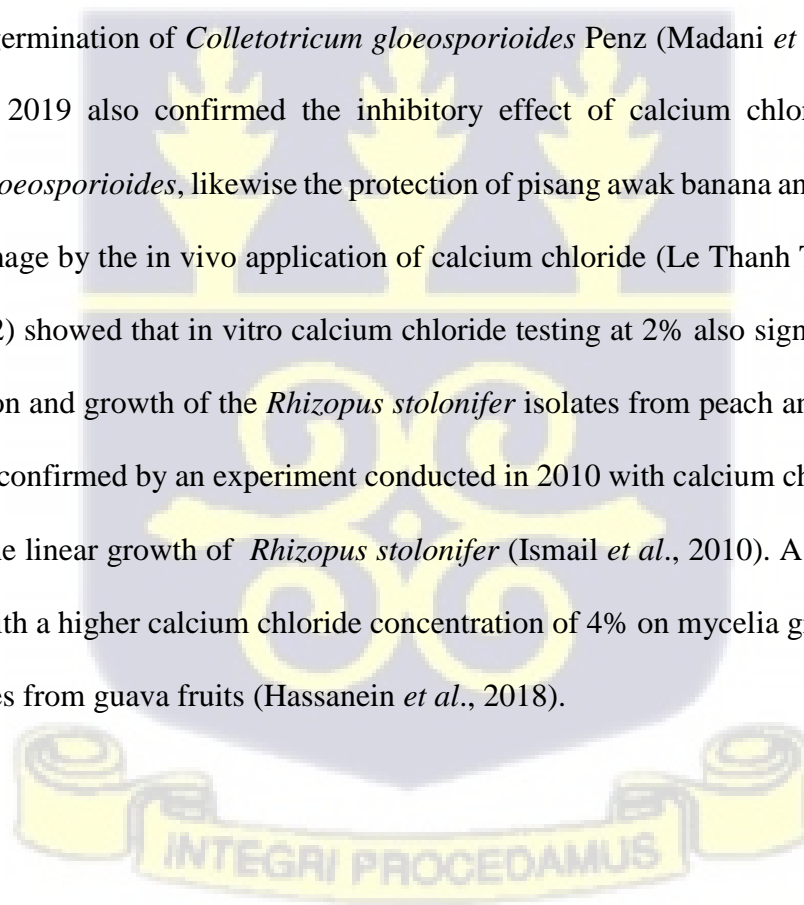 germination of Colletotricum gloeosporioides Penz (Madani et
2019 also confirmed the inhibitory effect of calcium chlor
oeosporioides, likewise the protection of pisang awak banana an
nage by the in vivo application of calcium chloride (Le Thanh T
2) showed that in vitro calcium chloride testing at 2% also sign
on and growth of the Rhizopus stolonifer isolates from peach an
confirmed by an experiment conducted in 2010 with calcium ch
e linear growth of Rhizopus stolonifer (Ismail et al., 2010). A
ith a higher calcium chloride concentration of 4% on mycelia g
es from guava fruits (Hassanein et al., 2018).
INTEGRI PROCEDAMUS